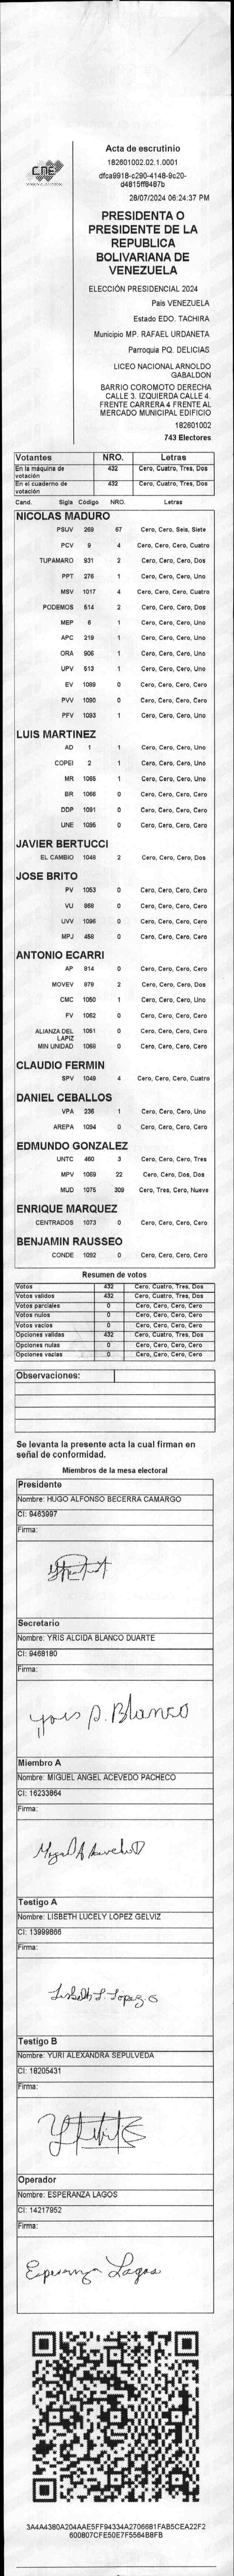 CNE
Acta de escrutinio
182601002.02.1.0001
dfca9918-c290-4148-9c20-
d4815ff8487b
28/07/2024 06:24:37 PM
PRESIDENTA O
PRESIDENTE DE LA
REPUBLICA
BOLIVARIANA DE
VENEZUELA
ELECCIÓN PRESIDENCIAL 2024
País VENEZUELA
Estado EDO. TACHIRA
Municipio MP. RAFAEL URDANETA
Parroquia PQ. DELICIAS
LICEO NACIONAL ARNOLDO
GABALDON
BARRIO COROMOTO DERECHA
CALLE 3. IZQUIERDA CALLE 4.
FRENTE CARRERA 4 FRENTE AL
MERCADO MUNICIPAL EDIFICIO
182601002
743 Electores
Votantes NRO. Letras
En la máquina de votación 432 Cero, Cuatro, Tres, Dos
En el cuaderno de votación 432 Cero, Cuatro, Tres, Dos
Cand. Sigla Código NRO. Letras
NICOLAS MADURO
PSUV 269 67 Cero, Cero, Seis, Siete
PCV 9 4 Cero, Cero, Cero, Cuatro
TUPAMARO 931 2 Cero, Cero, Cero, Dos
PPT 276 1 Cero, Cero, Cero, Uno
MSV 1017 4 Cero, Cero, Cero, Cuatro
PODEMOS 514 2 Cero, Cero, Cero, Dos
MEP 6 1 Cero, Cero, Cero, Uno
APC 219 1 Cero, Cero, Cero, Uno
ORA 906 1 Cero, Cero, Cero, Uno
UPV 513 1 Cero, Cero, Cero, Uno
EV 1089 0 Cero, Cero, Cero, Cero
PVV 1090 0 Cero, Cero, Cero, Cero
PFV 1093 1 Cero, Cero, Cero, Uno
LUIS MARTINEZ
AD 1 1 Cero, Cero, Cero, Uno
COPEI 2 1 Cero, Cero, Cero, Uno
MR 1065 1 Cero, Cero, Cero, Uno
BR 1066 0 Cero, Cero, Cero, Cero
DDP 1091 0 Cero, Cero, Cero, Cero
UNE 1095 0 Cero, Cero, Cero, Cero
JAVIER BERTUCCI
EL CAMBIO 1048 2 Cero, Cero, Cero, Dos
JOSE BRITO
PV 1053 0 Cero, Cero, Cero, Cero
VU 868 0 Cero, Cero, Cero, Cero
UVV 1096 0 Cero, Cero, Cero, Cero
MPJ 458 0 Cero, Cero, Cero, Cero
ANTONIO ECARRI
AP 814 0 Cero, Cero, Cero, Cero
MOVEV 979 2 Cero, Cero, Cero, Dos
CMC 1050 1 Cero, Cero, Cero, Uno
FV 1062 0 Cero, Cero, Cero, Cero
ALIANZA DEL LAPIZ 1051 0 Cero, Cero, Cero, Cero
MIN UNIDAD 1068 0 Cero, Cero, Cero, Cero
CLAUDIO FERMIN
SPV 1049 4 Cero, Cero, Cero, Cuatro
DANIEL CEBALLOS
VPA 236 1 Cero, Cero, Cero, Uno
AREPA 1094 0 Cero, Cero, Cero, Cero
EDMUNDO GONZALEZ
UNTC 460 3 Cero, Cero, Cero, Tres
MPV 1069 22 Cero, Cero, Dos, Dos
MUD 1075 309 Cero, Tres, Cero, Nueve
ENRIQUE MARQUEZ
CENTRADOS 1073 0 Cero, Cero, Cero, Cero
BENJAMIN RAUSSEO
CONDE 1092 0 Cero, Cero, Cero, Cero
Resumen de votos
Votos 432 Cero, Cuatro, Tres, Dos
Votos validos 432 Cero, Cuatro, Tres, Dos
Votos parciales 0 Cero, Cero, Cero, Cero
Votos nulos 0 Cero, Cero, Cero, Cero
Votos vacios 0 Cero, Cero, Cero, Cero
Opciones validas 432 Cero, Cuatro, Tres, Dos
Opciones nulas 0 Cero, Cero, Cero, Cero
Opciones vacias 0 Cero, Cero, Cero, Cero
Observaciones:
Se levanta la presente acta la cual firman en
señal de conformidad.
Miembros de la mesa electoral
Presidente
Nombre: HUGO ALFONSO BECERRA CAMARGO
CI: 9463997
Firma:
Secretario
Nombre: YRIS ALCIDA BLANCO DUARTE
CI: 9468180
Firma:
Yris D. Blanco
Miembro A
Nombre: MIGUEL ANGEL ACEVEDO PACHECO
CI: 16233864
Firma:
Miguel A Acevedo
Testigo A
Nombre: LISBETH LUCELY LOPEZ GELVIZ
CI: 13999866
Firma:
Lisbeth L Lopez G
Testigo B
Nombre: YURI ALEXANDRA SEPULVEDA
CI: 18205431
Firma:
Operador
Nombre: ESPERANZA LAGOS
CI: 14217952
Firma:
Esperanza Lagos
3A4A4380A204AAE5FF94334A2706681FAB5CEA22F2
600807CFE50E7F5564B8FB